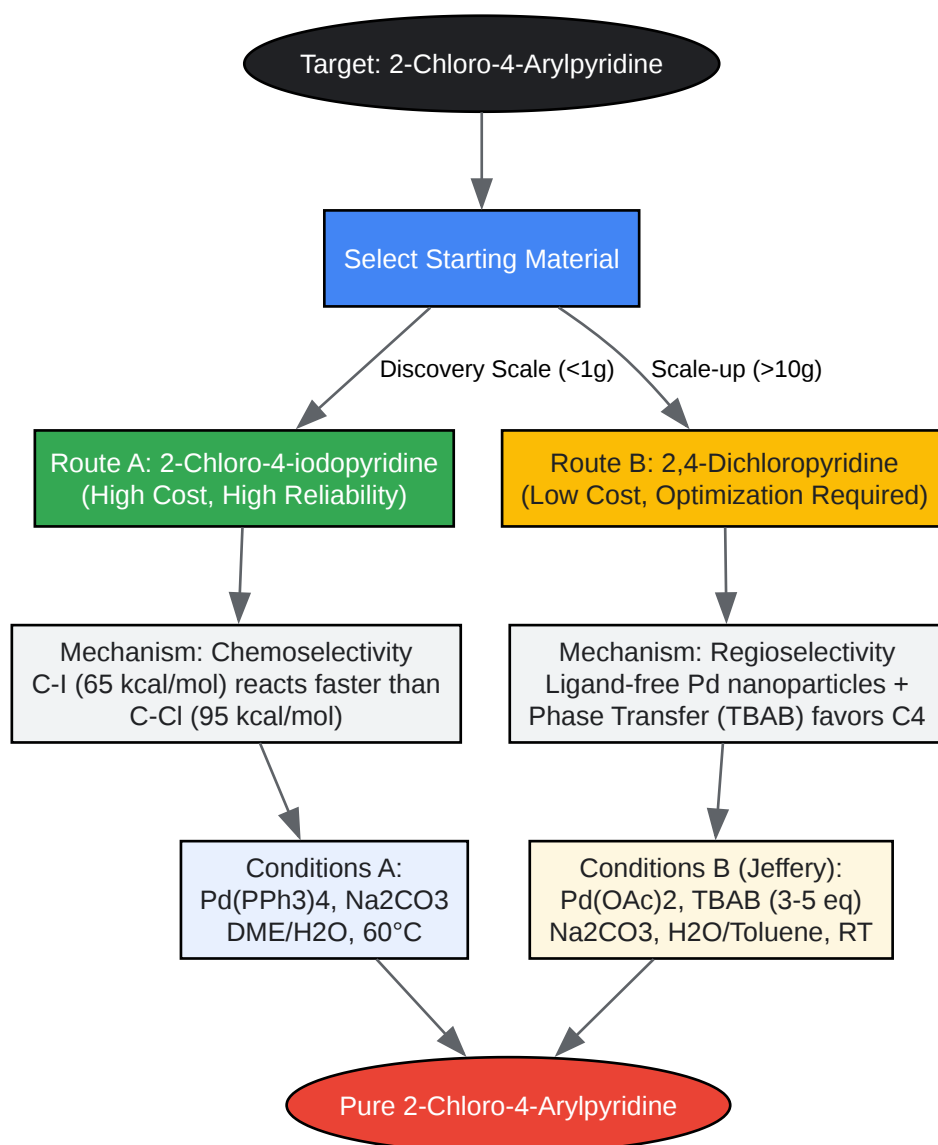 Target: 2-Chloro-4-Arylpyridine
Select Starting Material
Discovery Scale (<1g)
Scale-up (>10g)
Route A: 2-Chloro-4-iodopyridine
(High Cost, High Reliability)
Route B: 2,4-Dichloropyridine
(Low Cost, Optimization Required)
Mechanism: Chemoselectivity
C-I (65 kcal/mol) reacts faster than
C-Cl (95 kcal/mol)
Mechanism: Regioselectivity
Ligand-free Pd nanoparticles +
Phase Transfer (TBAB) favors C4
Conditions A:
Pd(PPh3)4, Na2CO3
DME/H2O, 60°C
Conditions B (Jeffery):
Pd(OAc)2, TBAB (3-5 eq)
Na2CO3, H2O/Toluene, RT
Pure 2-Chloro-4-Arylpyridine